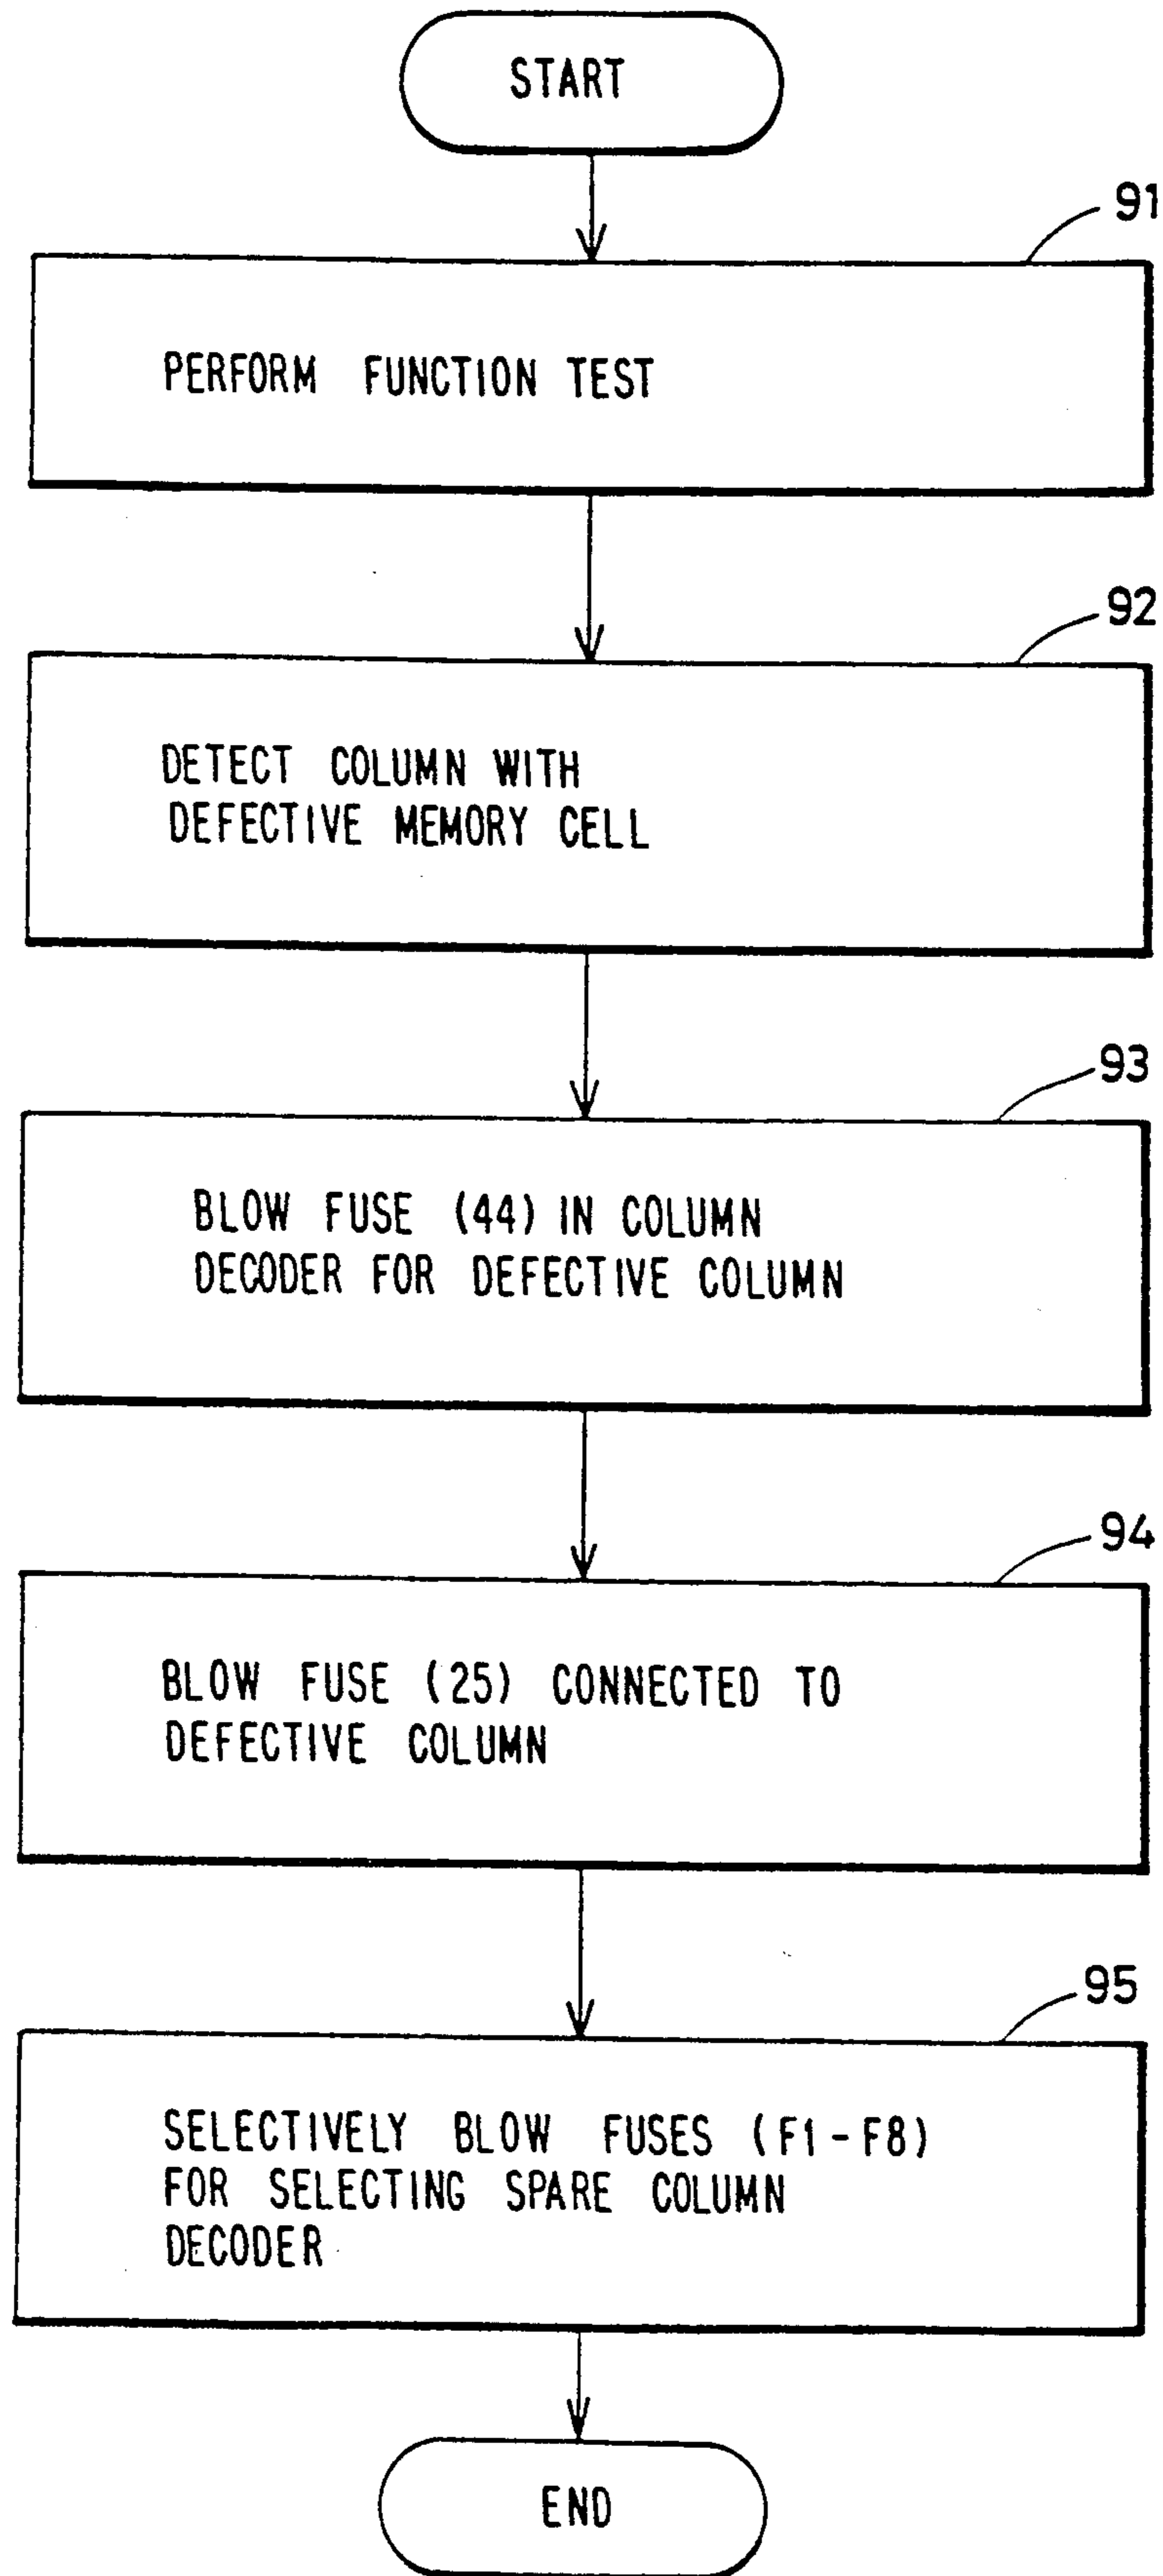 START
91
PERFORM FUNCTION TEST
92
DETECT COLUMN WITH
DEFECTIVE MEMORY CELL
93
BLOW FUSE (44) IN COLUMN
DECODER FOR DEFECTIVE COLUMN
94
BLOW FUSE (25) CONNECTED TO
DEFECTIVE COLUMN
95
SELECTIVELY BLOW FUSES (F1-F8)
FOR SELECTING SPARE COLUMN
DECODER
END